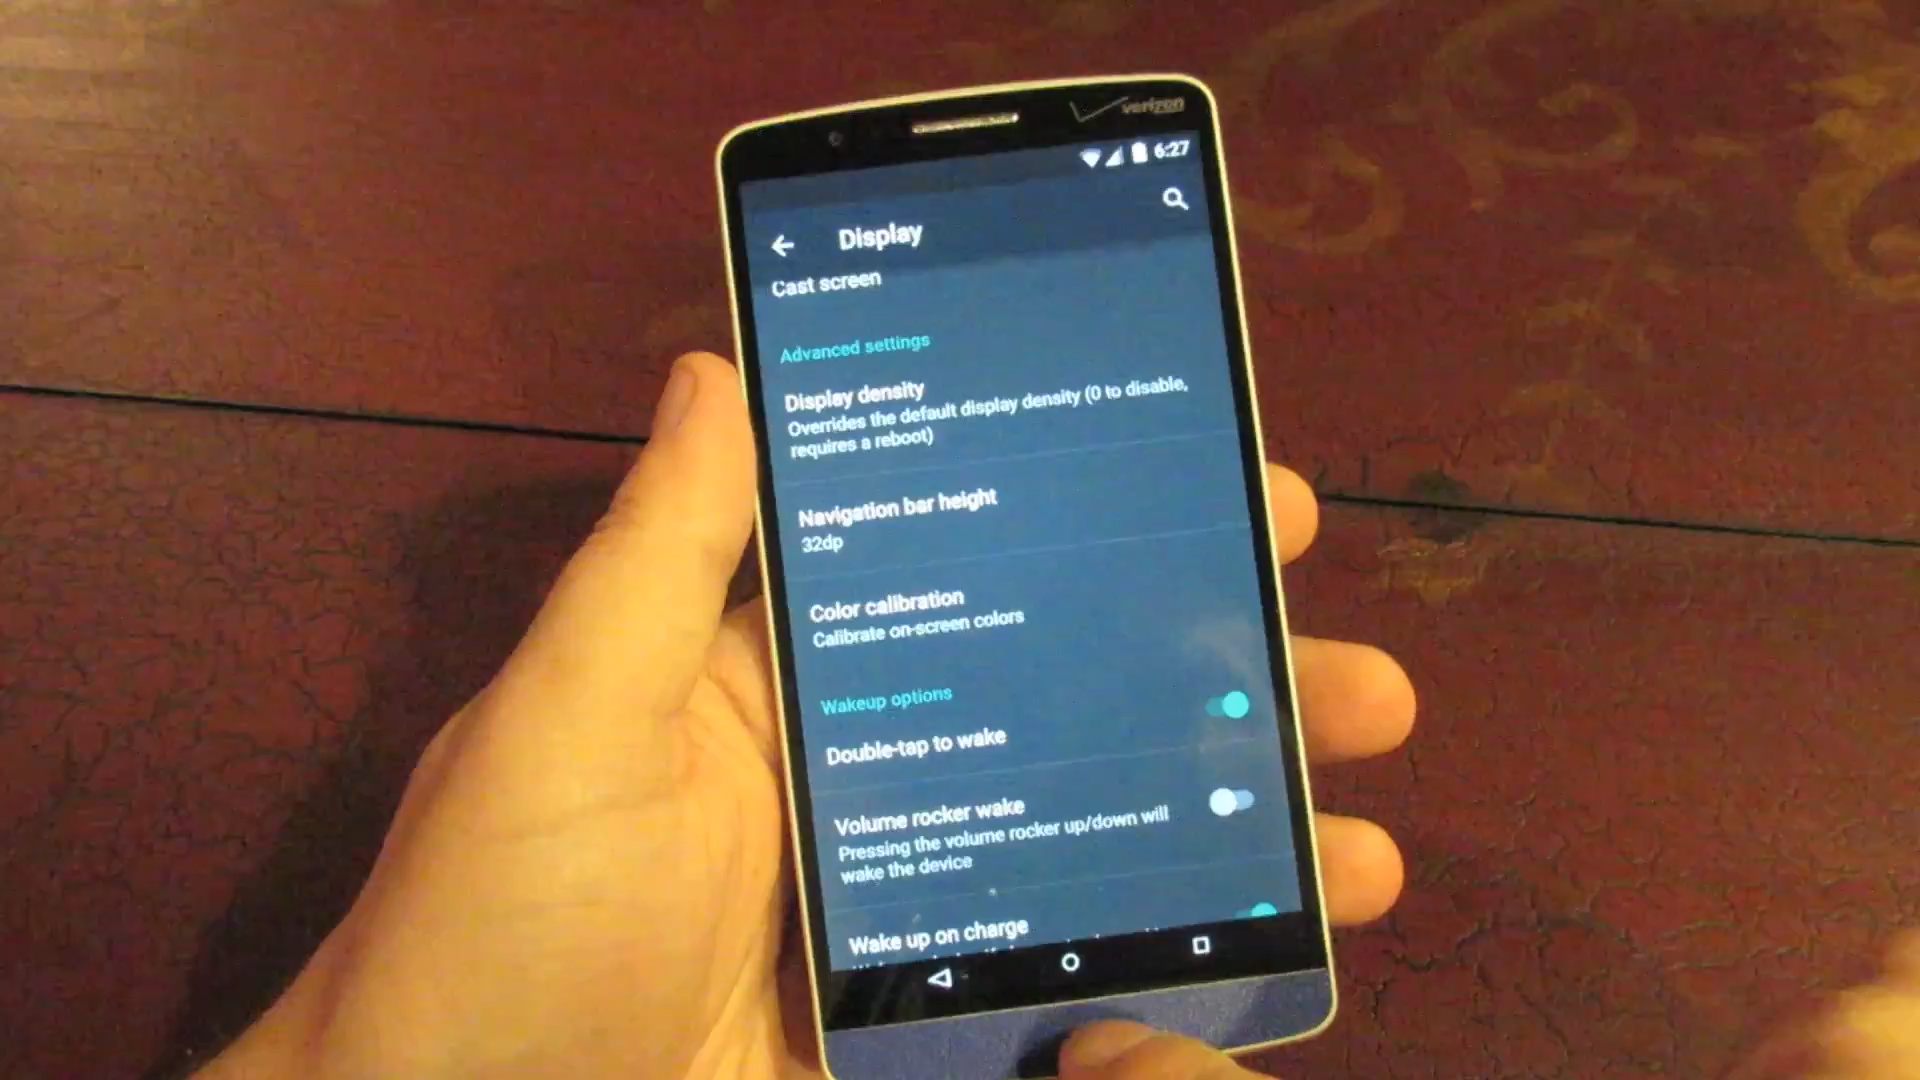 verizon
6:27
Display
Cast screen
Advanced settings
Display density
Overrides the default display density (0 to disable,
requires a reboot)
Navigation bar height
32dp
Color calibration
Calibrate on-screen colors
Wakeup options
Double-tap to wake
Volume rocker wake
Pressing the volume rocker up/down will
wake the device
Wake up on charge